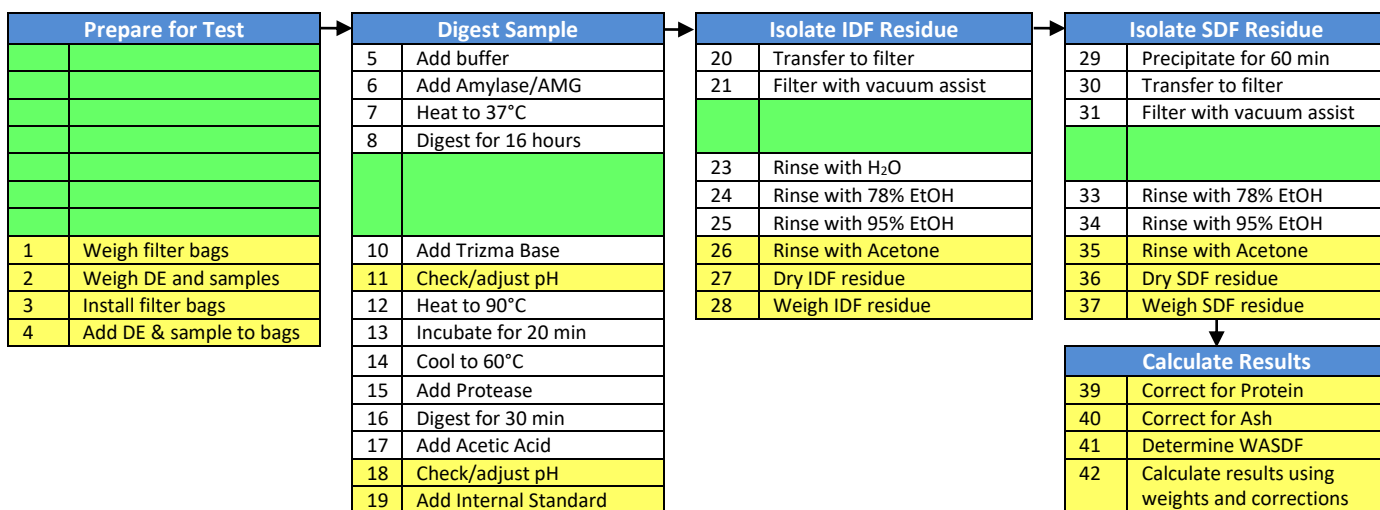 Prepare for Test
1 Weigh filter bags
2 Weigh DE and samples
3 Install filter bags
4 Add DE & sample to bags
Digest Sample
5 Add buffer
6 Add Amylase/AMG
7 Heat to 37°C
8 Digest for 16 hours
10 Add Trizma Base
11 Check/adjust pH
12 Heat to 90°C
13 Incubate for 20 min
14 Cool to 60°C
15 Add Protease
16 Digest for 30 min
17 Add Acetic Acid
18 Check/adjust pH
19 Add Internal Standard
Isolate IDF Residue
20 Transfer to filter
21 Filter with vacuum assist
23 Rinse with H₂O
24 Rinse with 78% EtOH
25 Rinse with 95% EtOH
26 Rinse with Acetone
27 Dry IDF residue
28 Weigh IDF residue
Isolate SDF Residue
29 Precipitate for 60 min
30 Transfer to filter
31 Filter with vacuum assist
33 Rinse with 78% EtOH
34 Rinse with 95% EtOH
35 Rinse with Acetone
36 Dry SDF residue
37 Weigh SDF residue
Calculate Results
39 Correct for Protein
40 Correct for Ash
41 Determine WASDF
42 Calculate results using
weights and corrections